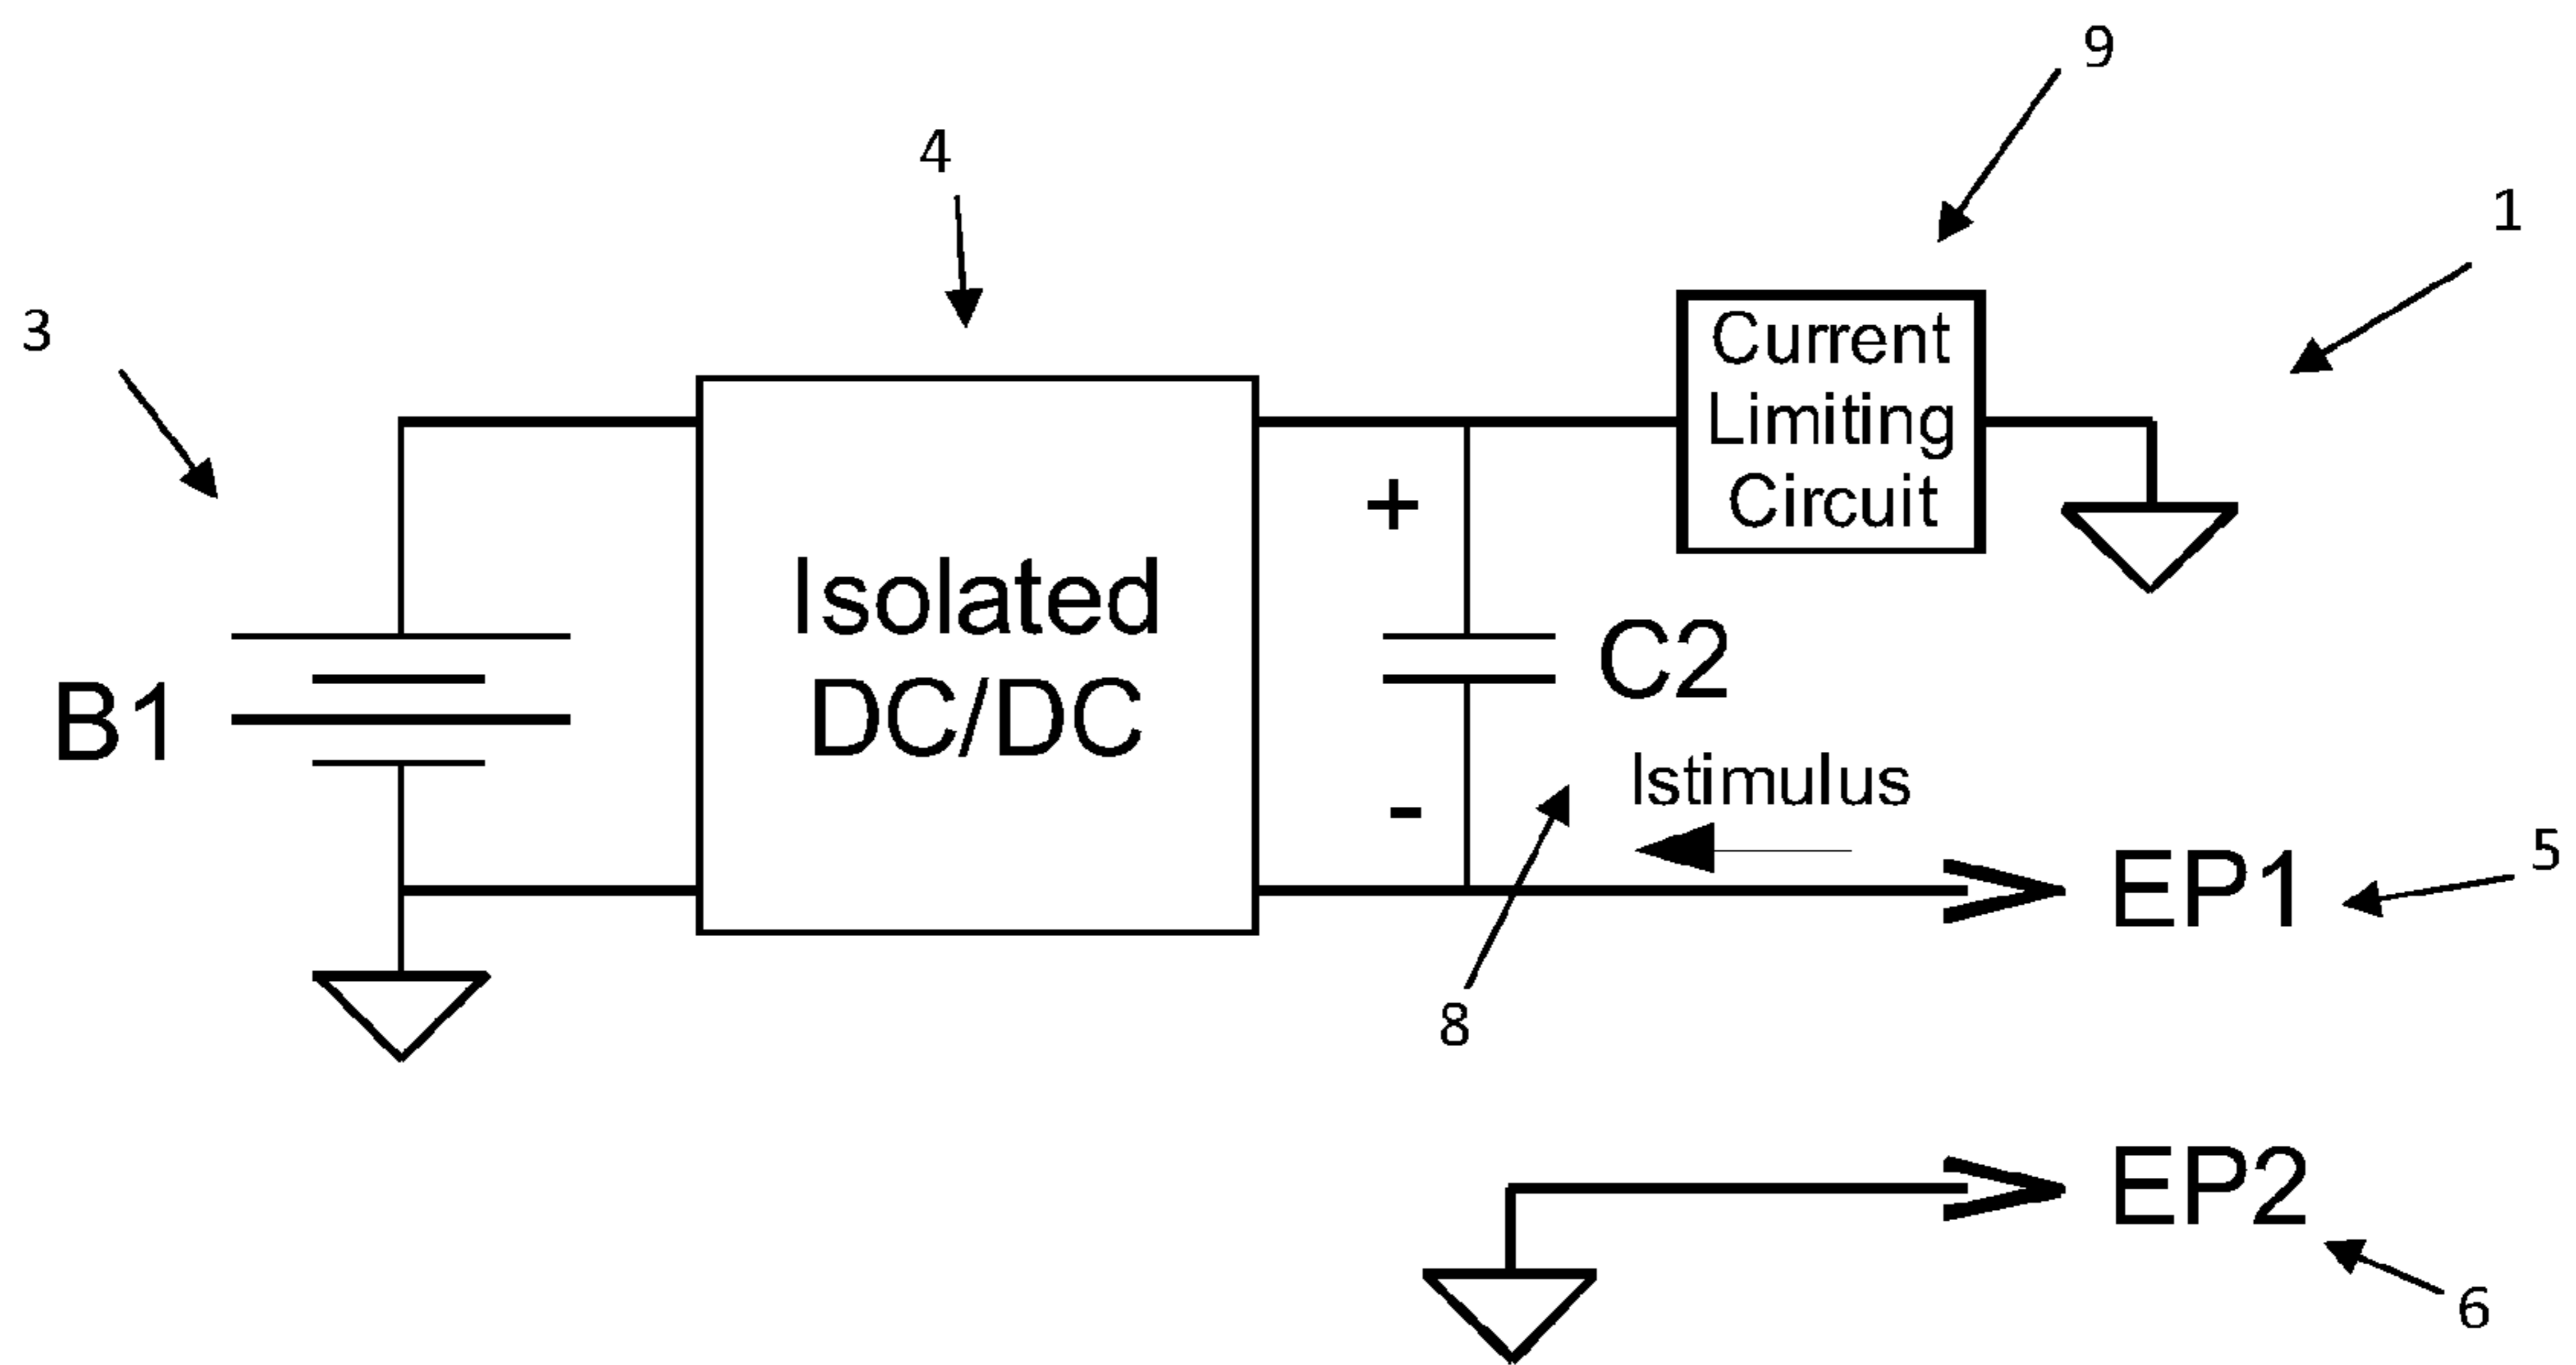 9
4
1
3
Current
Limiting
Circuit
+
Isolated
DC/DC
C2
B1
Istimulus
-
EP1
5
8
EP2
6